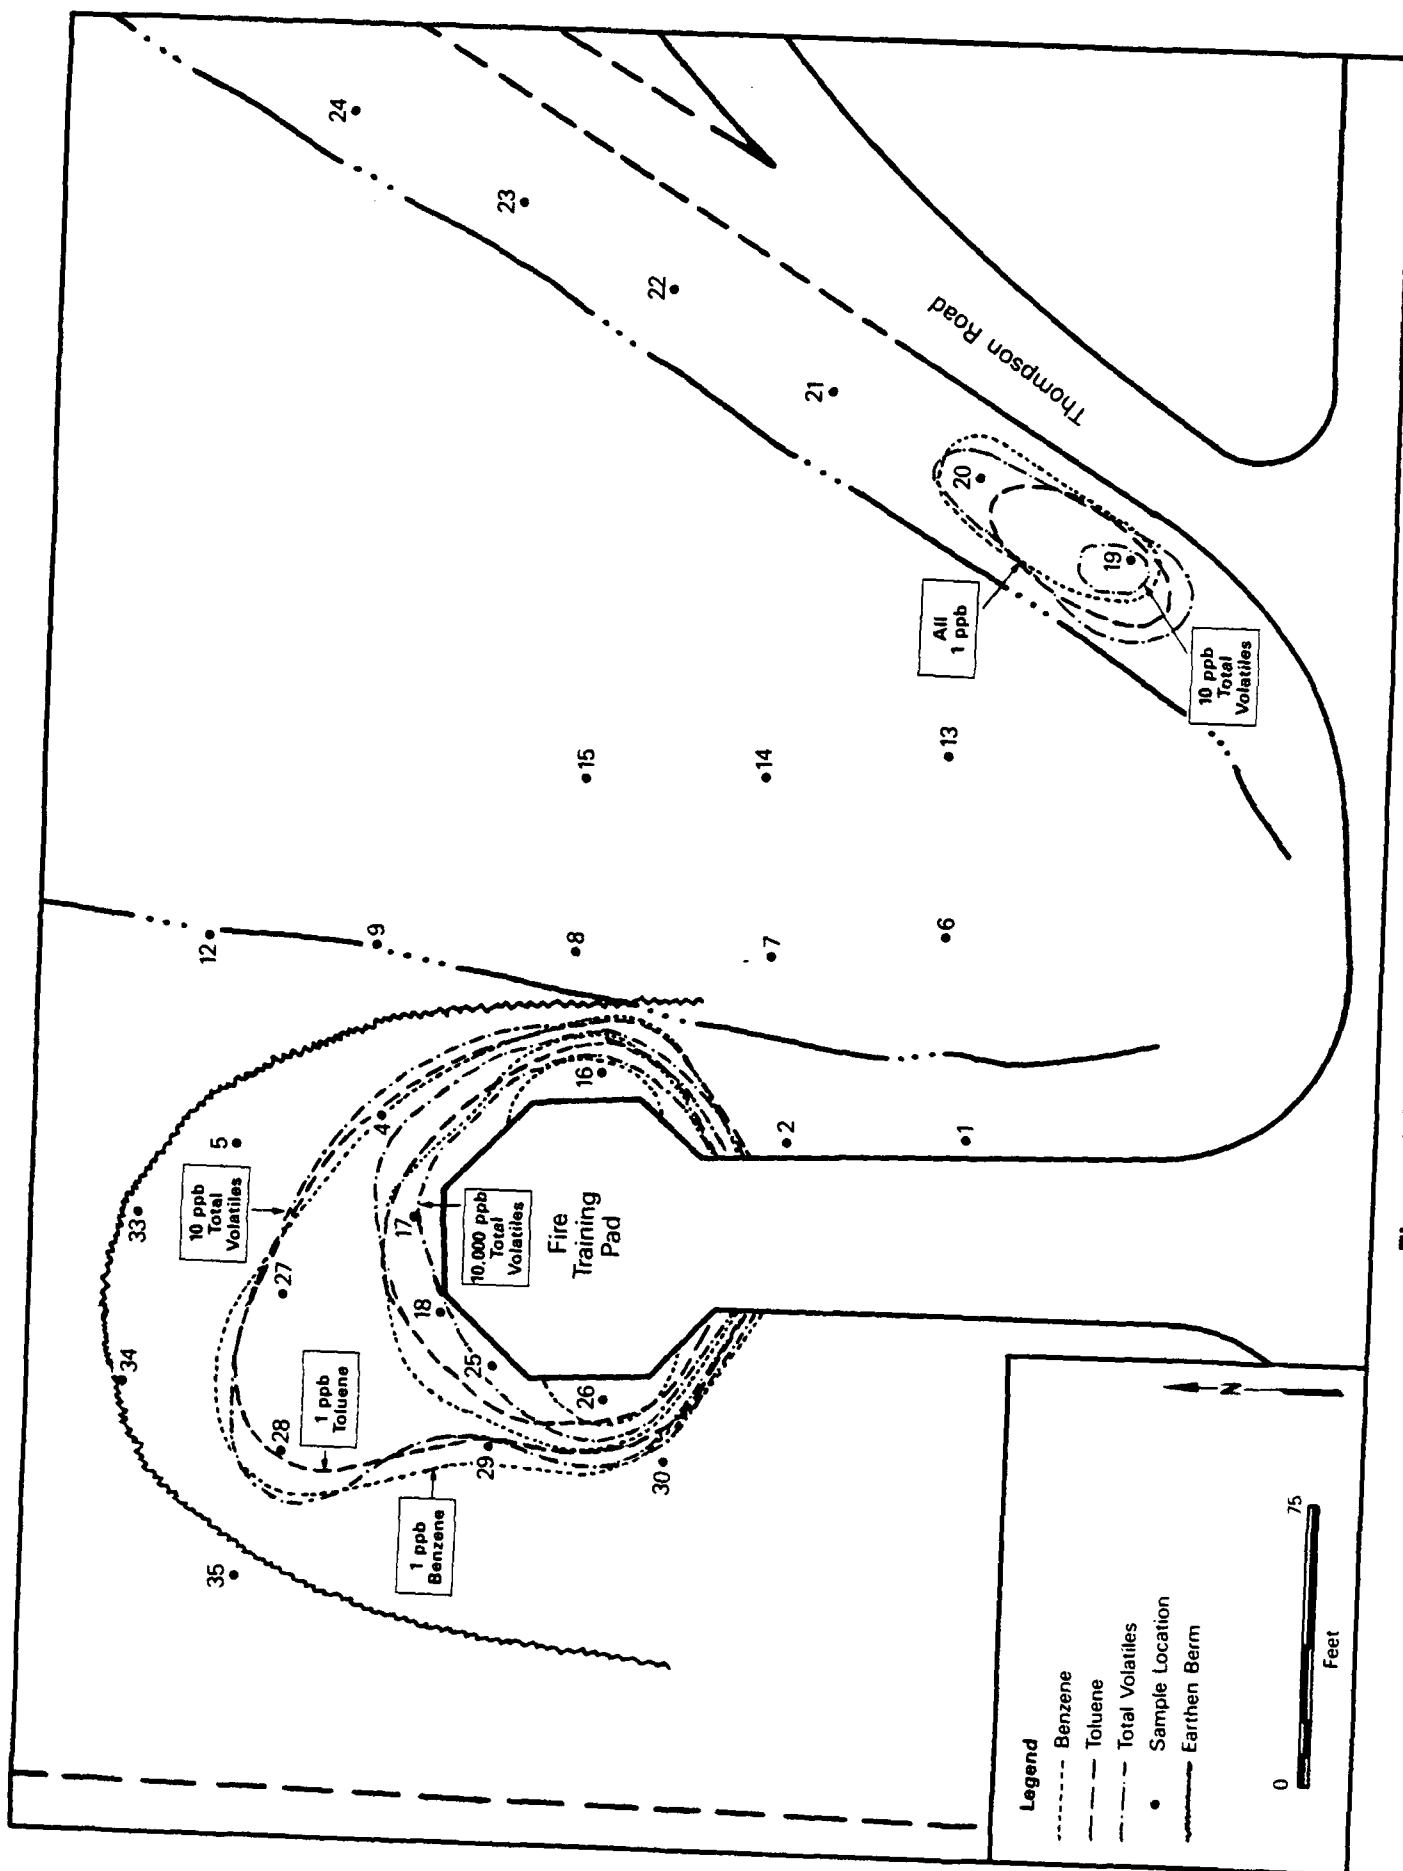 24
23
22
21
20
19
Thompson Road
All
1 ppb
10 ppb
Total
Volatiles
15
14
13
12
9
8
7
6
5
4
16
2
1
33
10 ppb
Total
Volatiles
27
17
10,000 ppb
Total
Volatiles
18
Fire
Training
Pad
34
28
1 ppb
Toluene
25
26
29
30
1 ppb
Benzene
35
N
Legend
Benzene
Toluene
Total Volatiles
Sample Location
Earthen Berm
0
75
Feet